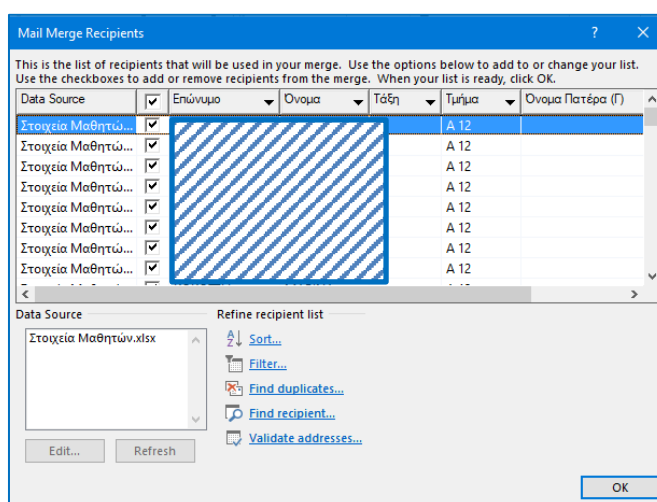 Mail Merge Recipients ? ×
This is the list of recipients that will be used in your merge. Use the options below to add to or change your list.
Use the checkboxes to add or remove recipients from the merge. When your list is ready, click OK.
Data Source Επώνυμο Όνομα Τάξη Τμήμα Όνομα Πατέρα (Γ)
Στοιχεία Μαθητώ... Α 12
Στοιχεία Μαθητώ... Α 12
Στοιχεία Μαθητώ... Α 12
Στοιχεία Μαθητώ... Α 12
Στοιχεία Μαθητώ... Α 12
Στοιχεία Μαθητώ... Α 12
Στοιχεία Μαθητώ... Α 12
Στοιχεία Μαθητώ... Α 12
Data Source Refine recipient list
Στοιχεία Μαθητών.xlsx
Sort...
Filter...
Find duplicates...
Find recipient...
Validate addresses...
Edit... Refresh
OK